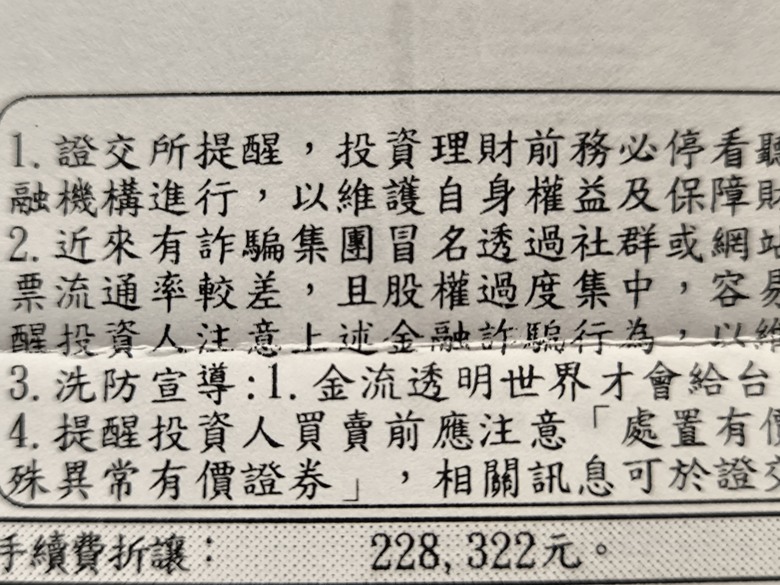 1. 證交所提醒，投資理財前務必停看聽
融機構進行，以維護自身權益及保障財
2. 近來有詐騙集團冒名透過社群或網站
票流通率較差，且股權過度集中，容易
醒投資人注意上述金融詐騙行為，以維
3. 洗防宣導:1. 金流透明世界才會給台
4. 提醒投資人買賣前應注意「處置有價
殊異常有價證券」，相關訊息可於證交
手續費折讓：228,322元。